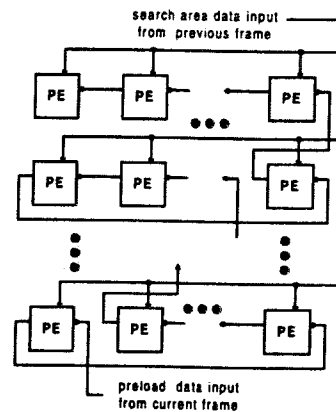 search area data input
from previous frame
PE PE PE
PE PE PE
PE PE PE
preload data input
from current frame